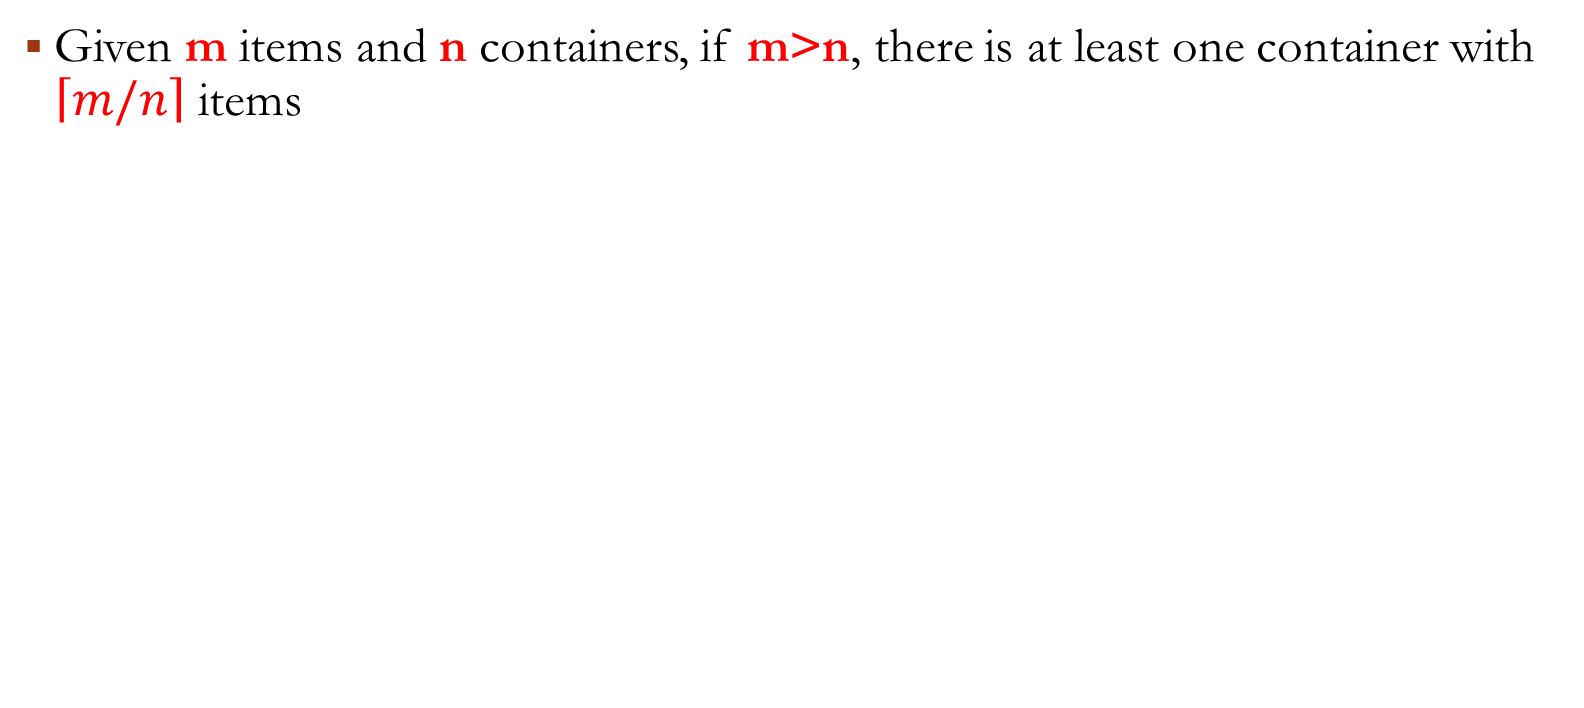 ▪ Given m items and n containers, if m>n, there is at least one container with
⌈m/n⌉ items